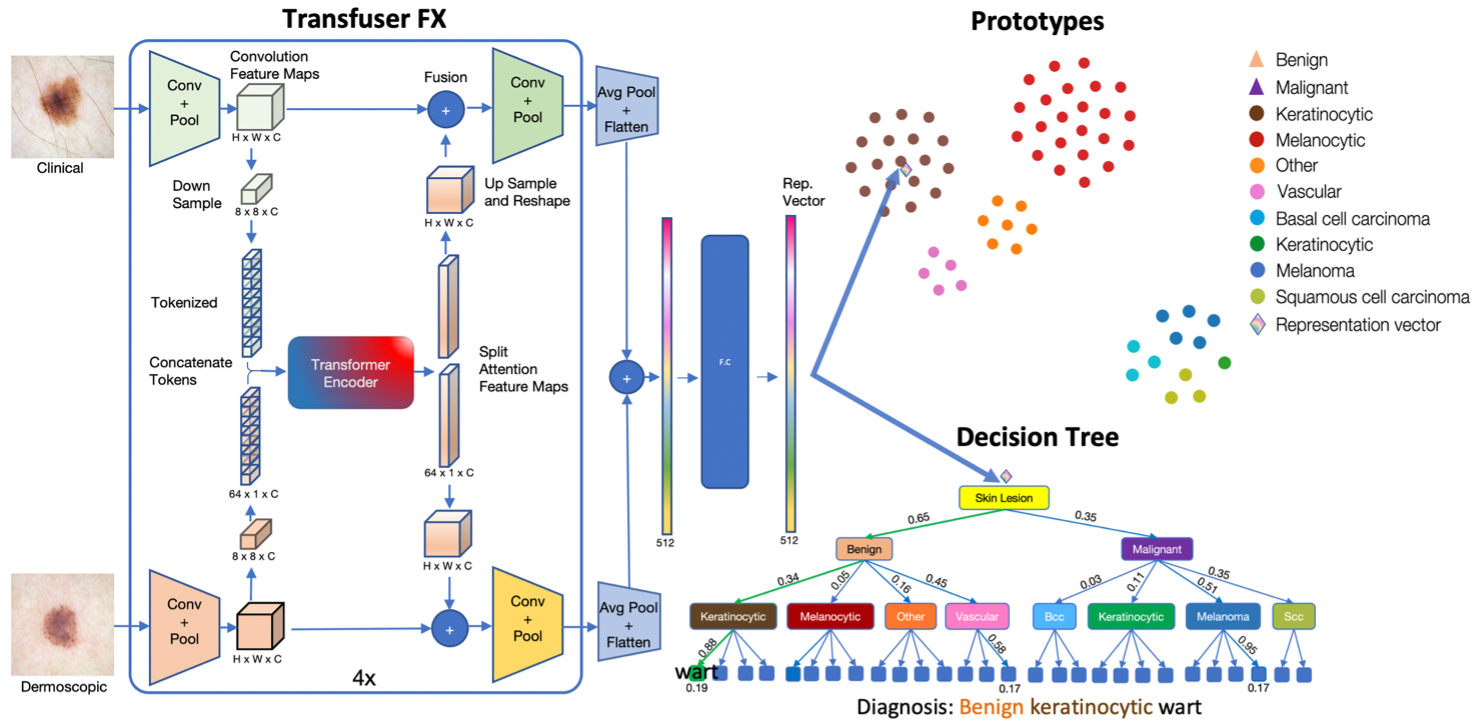 Transfuser FX
Prototypes
Clinical
Conv
+
Pool
Convolution
Feature Maps
H x W x C
Fusion
+
Conv
+
Pool
Avg Pool
+
Flatten
Down
Sample
8 x 8 x C
Up Sample
and Reshape
H x W x C
Tokenized
Concatenate
Tokens
Transformer
Encoder
Split
Attention
Feature Maps
64 x 1 x C
64 x 1 x C
8 x 8 x C
H x W x C
Dermoscopic
Conv
+
Pool
H x W x C
+
Conv
+
Pool
Avg Pool
+
Flatten
4x
+
512
F.C
Rep.
Vector
512
Benign
Malignant
Keratinocytic
Melanocytic
Other
Vascular
Basal cell carcinoma
Keratinocytic
Melanoma
Squamous cell carcinoma
Representation vector
Decision Tree
Skin Lesion
0.65
0.35
Benign
Malignant
0.34
0.05
0.16
0.45
0.03
0.11
0.51
0.35
Keratinocytic
Melanocytic
Other
Vascular
Bcc
Keratinocytic
Melanoma
Scc
0.88
0.58
0.95
wart
0.19
0.17
0.17
Diagnosis: Benign keratinocytic wart